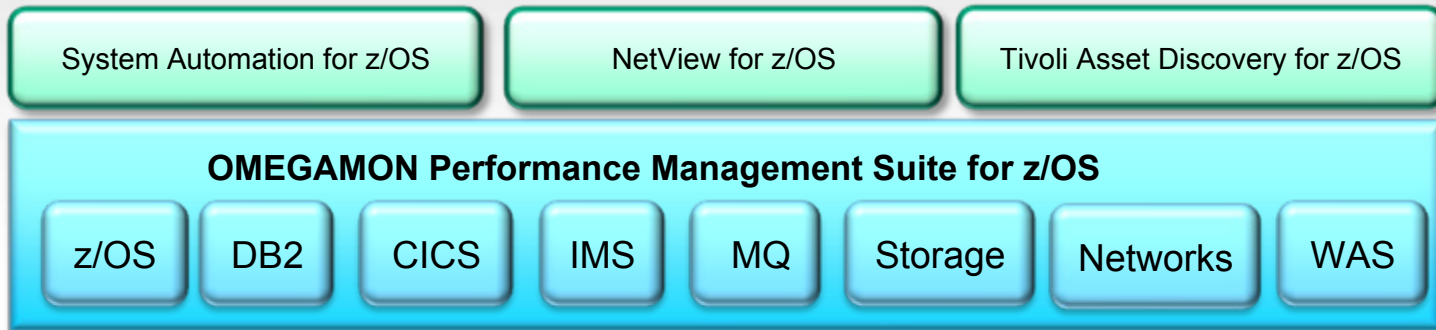 System Automation for z/OS
NetView for z/OS
Tivoli Asset Discovery for z/OS
OMEGAMON Performance Management Suite for z/OS
z/OS
DB2
CICS
IMS
MQ
Storage
Networks
WAS